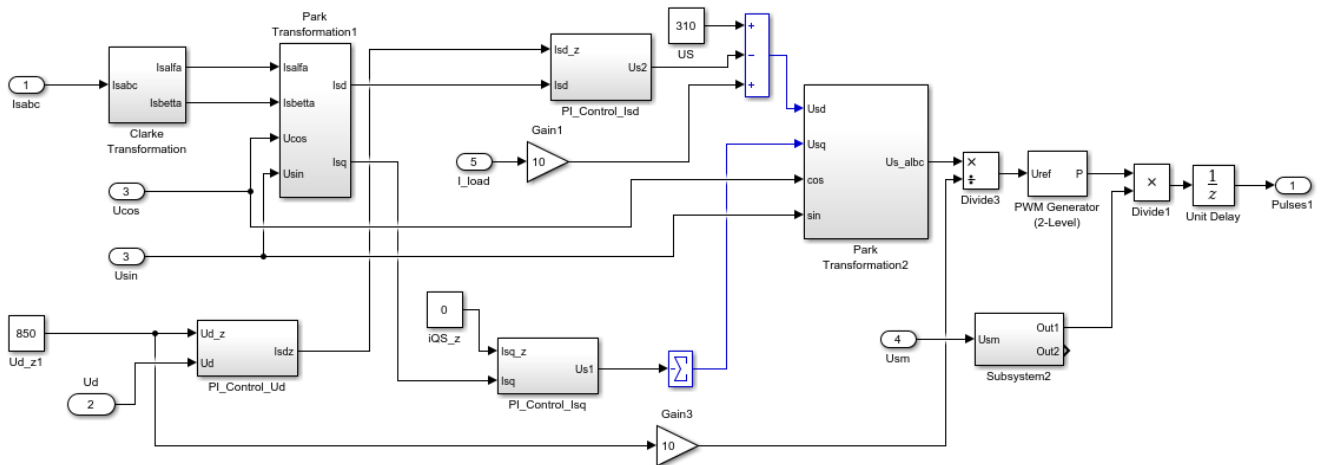 Park
Transformation1
310
US
Isd_z
Isd
Us2
PI_Control_Isd
+
−
+
1
Isabc
Isabc
Isalfa
Isbetta
Clarke
Transformation
Isalfa
Isbetta
Ucos
Usin
Isd
Isq
Gain1
10
5
I_load
Usd
Usq
cos
sin
Us_albc
Park
Transformation2
×
÷
Divide3
Uref
P
PWM Generator
(2-Level)
×
Divide1
1
z
Unit Delay
1
Pulses1
3
Ucos
3
Usin
850
Ud_z1
Ud
2
Ud_z
Ud
Isdz
PI_Control_Ud
0
iQS_z
Isq_z
Isq
Us1
PI_Control_Isq
−
∑
4
Usm
Usm
Out1
Out2
Subsystem2
Gain3
10